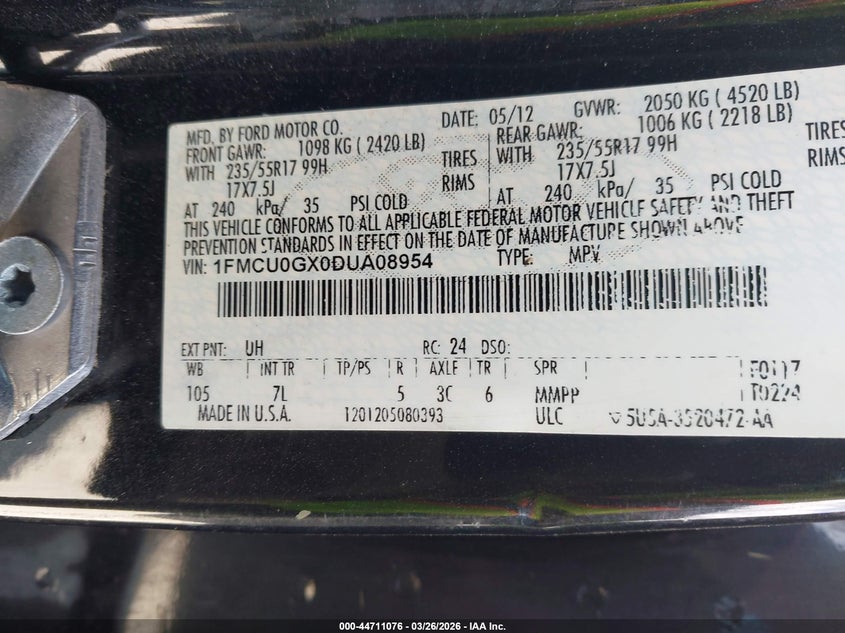 MFD. BY FORD MOTOR CO.
DATE: 05/12 GVWR: 2050 KG ( 4520 LB)
FRONT GAWR: 1098 KG ( 2420 LB) REAR GAWR: 1006 KG ( 2218 LB)
WITH 235/55R17 99H TIRES WITH 235/55R17 99H TIRES
17X7.5J RIMS 17X7.5J RIMS
AT 240 kPa/ 35 PSI COLD AT 240 kPa/ 35 PSI COLD
THIS VEHICLE CONFORMS TO ALL APPLICABLE FEDERAL MOTOR VEHICLE SAFETY AND THEFT
PREVENTION STANDARDS IN EFFECT ON THE DATE OF MANUFACTURE SHOWN ABOVE
VIN: 1FMCU0GX0DUA08954 TYPE: MPV
EXT PNT: UH RC: 24 DSO:
WB INT TR TP/PS R AXLE TR SPR
105 7L 5 3C 6 MMPP
MADE IN U.S.A. 1201205080393 ULC
000-44711076 | 03/26/2026 | IAA Inc.